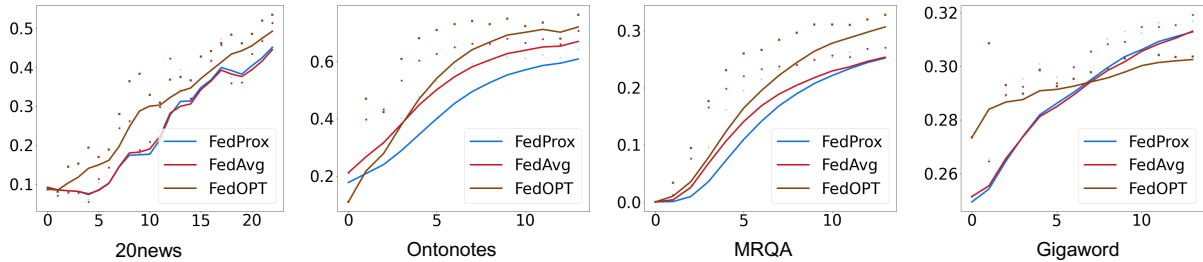 0.5
0.4
0.3
0.2
0.1
0 5 10 15 20
FedProx
FedAvg
FedOPT
20news
0.6
0.4
0.2
0 5 10
FedProx
FedAvg
FedOPT
Ontonotes
0.3
0.2
0.1
0.0
0 5 10
FedProx
FedAvg
FedOPT
MRQA
0.32
0.30
0.28
0.26
0 5 10
FedProx
FedAvg
FedOPT
Gigaword